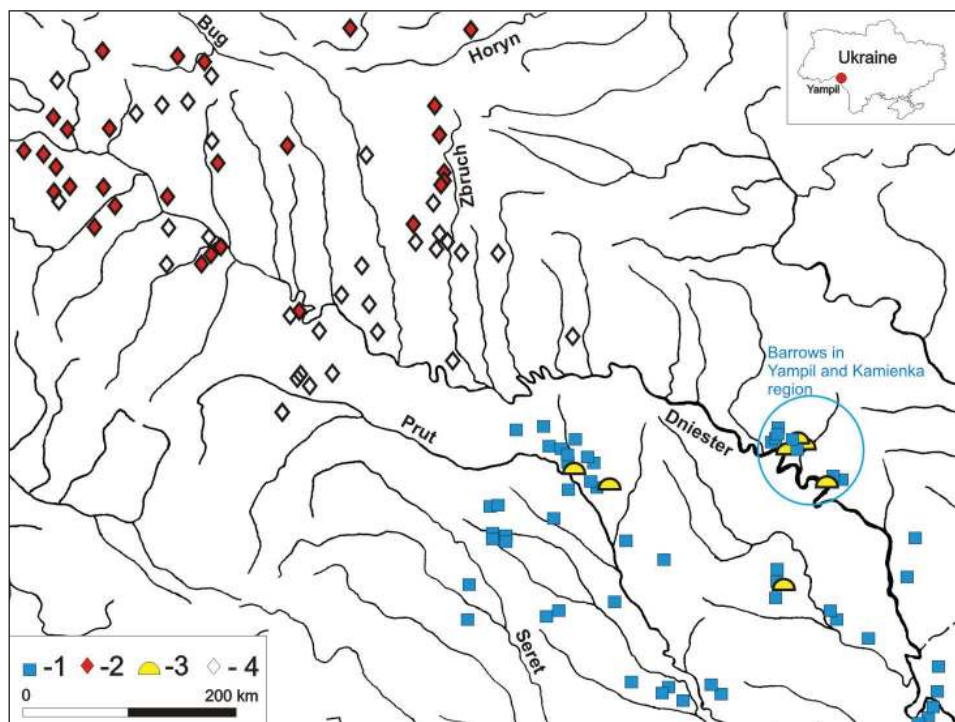 Bug
Horyn
Ukraine
Yampil
Zbruch
Barrows in
Yampil and Kamienka
region
Prut
Dniester
Seret
-1 -2 -3 -4
0 200 km